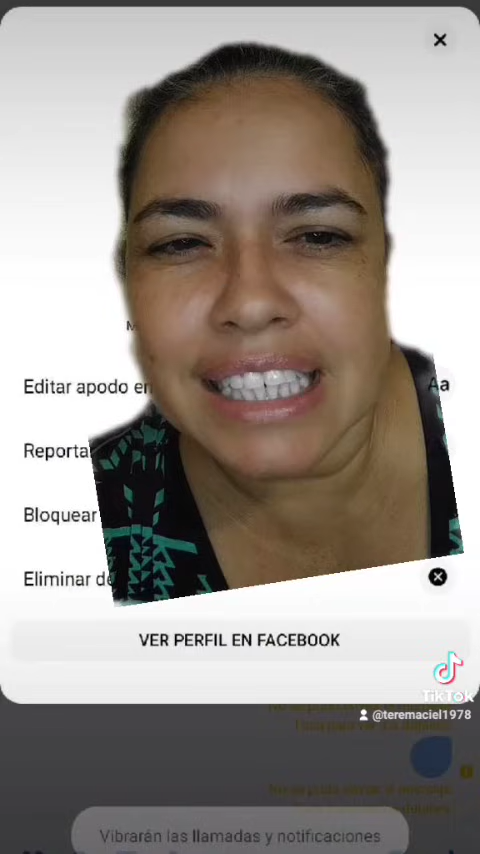 M
Editar apodo en
Aa
Reporta
Bloquear
Eliminar de
VER PERFIL EN FACEBOOK
TikTok
@teremaciel1978
Vibrarán las llamadas y notificaciones